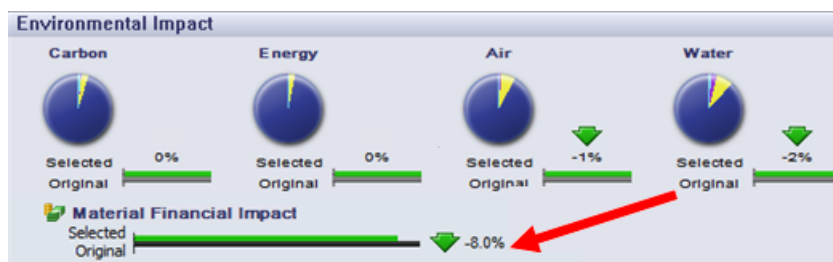 Environmental Impact
Carbon Energy Air Water
Selected 0% Selected 0% Selected -1% Selected -2%
Original Original Original Original
Material Financial Impact
Selected
Original -8.0%